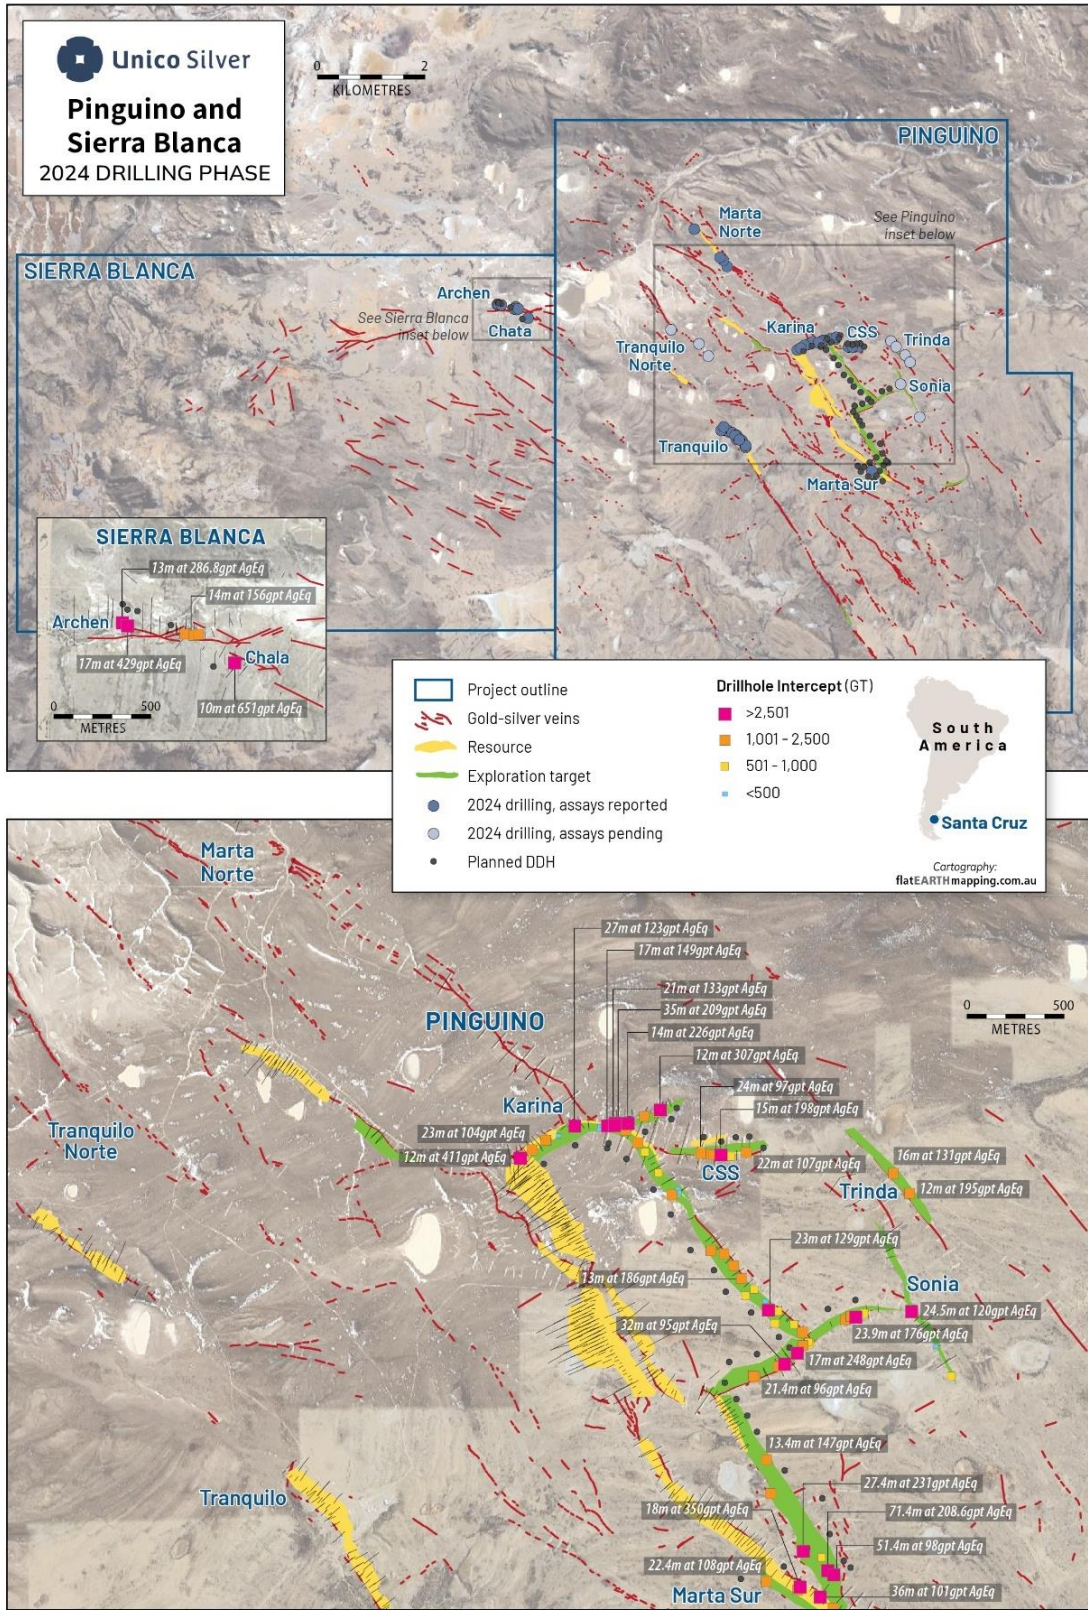 Unico Silver
Pinguino and
Sierra Blanca
2024 DRILLING PHASE
0 2
KILOMETRES
PINGUINO
See Pinguino
inset below
Marta
Norte
SIERRA BLANCA
Archen
See Sierra Blanca
inset below
Chata
Karina
CSS
Trinda
Tranquilo
Norte
Sonia
Tranquilo
Marta Sur
SIERRA BLANCA
13m at 286.8gpt AgEq
14m at 156gpt AgEq
Archen
17m at 429gpt AgEq
Chala
10m at 651gpt AgEq
0 500
METRES
Project outline
Gold-silver veins
Resource
Exploration target
2024 drilling, assays reported
2024 drilling, assays pending
Planned DDH
Drillhole Intercept (GT)
>2,501
1,001 - 2,500
501 - 1,000
<500
South
America
Santa Cruz
Cartography:
flatEARTHmapping.com.au
Marta
Norte
27m at 123gpt AgEq
17m at 149gpt AgEq
21m at 133gpt AgEq
35m at 209gpt AgEq
14m at 226gpt AgEq
12m at 307gpt AgEq
0 500
METRES
PINGUINO
24m at 97gpt AgEq
15m at 198gpt AgEq
Karina
23m at 104gpt AgEq
12m at 411gpt AgEq
Tranquilo
Norte
CSS
22m at 107gpt AgEq
16m at 131gpt AgEq
Trinda
12m at 195gpt AgEq
23m at 129gpt AgEq
13m at 186gpt AgEq
Sonia
24.5m at 120gpt AgEq
32m at 95gpt AgEq
23.9m at 176gpt AgEq
17m at 248gpt AgEq
21.4m at 96gpt AgEq
13.4m at 147gpt AgEq
27.4m at 231gpt AgEq
Tranquilo
18m at 350gpt AgEq
71.4m at 208.6gpt AgEq
51.4m at 98gpt AgEq
22.4m at 108gpt AgEq
Marta Sur
36m at 101gpt AgEq